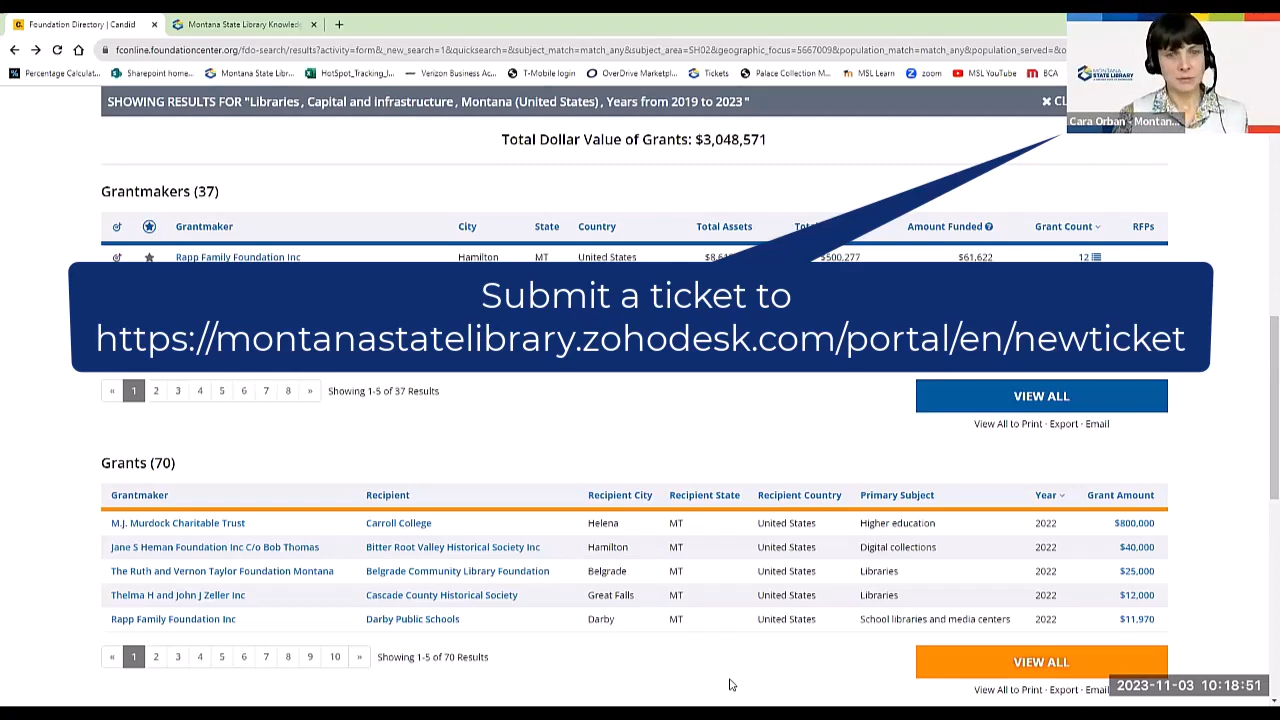 Foundation Directory | Candid
Montana State Library Knowled
fconline.foundationcenter.org/fdo-search/results?activity=form&_new_search=1&quicksearch=&subject_match=match_any&subject_area=SH02&geographic_focus=5667009&population_match=match_any&population_served=&o
Percentage Calculat... Sharepoint home... Montana State Libr... HotSpot_Tracking_I... Verizon Business Ac... T-Mobile login OverDrive Marketpl... Tickets Palace Collection M... MSL Learn zoom MSL YouTube BCA
MONTANA
STATE LIBRARY
Cara Orban - Montan...
SHOWING RESULTS FOR "Libraries , Capital and infrastructure , Montana (United States) , Years from 2019 to 2023 " ✖ CL
Total Dollar Value of Grants: $3,048,571
Grantmakers (37)
Grantmaker City State Country Total Assets Amount Funded Grant Count RFPs
Rapp Family Foundation Inc Hamilton MT United States $500,277 $61,622 12
Submit a ticket to
https://montanastatelibrary.zohodesk.com/portal/en/newticket
« 1 2 3 4 5 6 7 8 » Showing 1-5 of 37 Results
VIEW ALL
View All to Print · Export · Email
Grants (70)
Grantmaker Recipient Recipient City Recipient State Recipient Country Primary Subject Year Grant Amount
M.J. Murdock Charitable Trust Carroll College Helena MT United States Higher education 2022 $800,000
Jane S Heman Foundation Inc C/o Bob Thomas Bitter Root Valley Historical Society Inc Hamilton MT United States Digital collections 2022 $40,000
The Ruth and Vernon Taylor Foundation Montana Belgrade Community Library Foundation Belgrade MT United States Libraries 2022 $25,000
Thelma H and John J Zeller Inc Cascade County Historical Society Great Falls MT United States Libraries 2022 $12,000
Rapp Family Foundation Inc Darby Public Schools Darby MT United States School libraries and media centers 2022 $11,970
« 1 2 3 4 5 6 7 8 9 10 » Showing 1-5 of 70 Results
VIEW ALL
View All to Print · Export · Email
2023-11-03 10:18:51